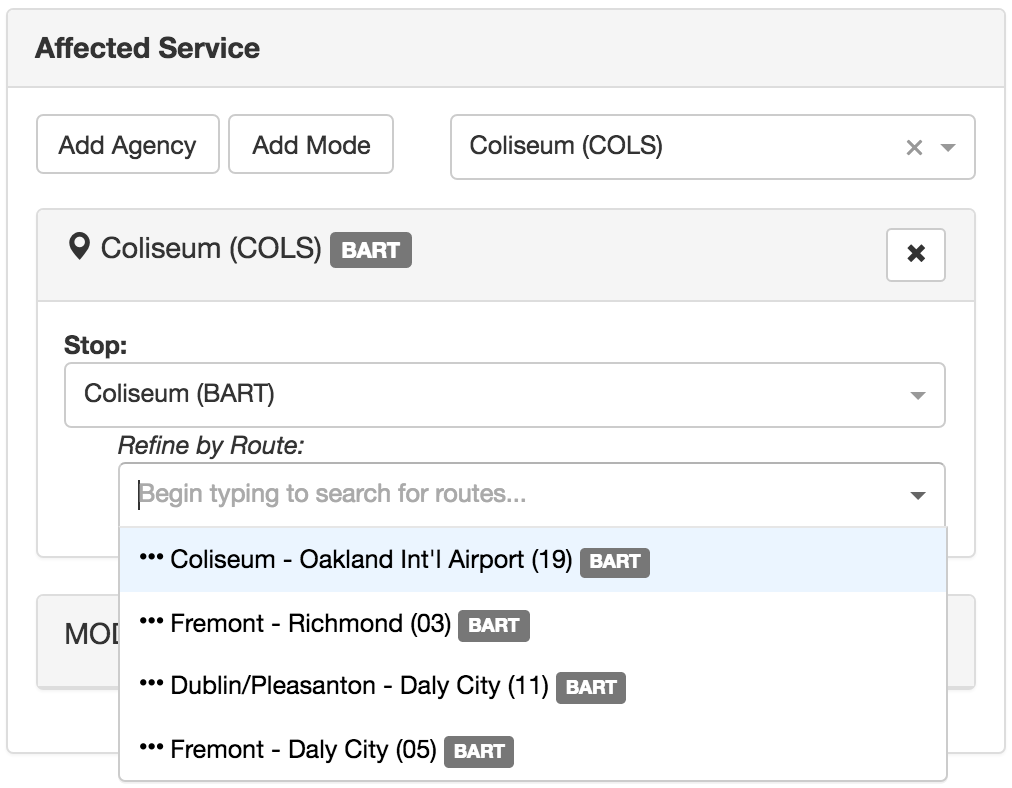 Affected Service
Add Agency Add Mode Coliseum (COLS)
Coliseum (COLS) BART
Stop:
Coliseum (BART)
Refine by Route:
Begin typing to search for routes...
Coliseum - Oakland Int'l Airport (19) BART
Fremont - Richmond (03) BART
MOD
Dublin/Pleasanton - Daly City (11) BART
Fremont - Daly City (05) BART